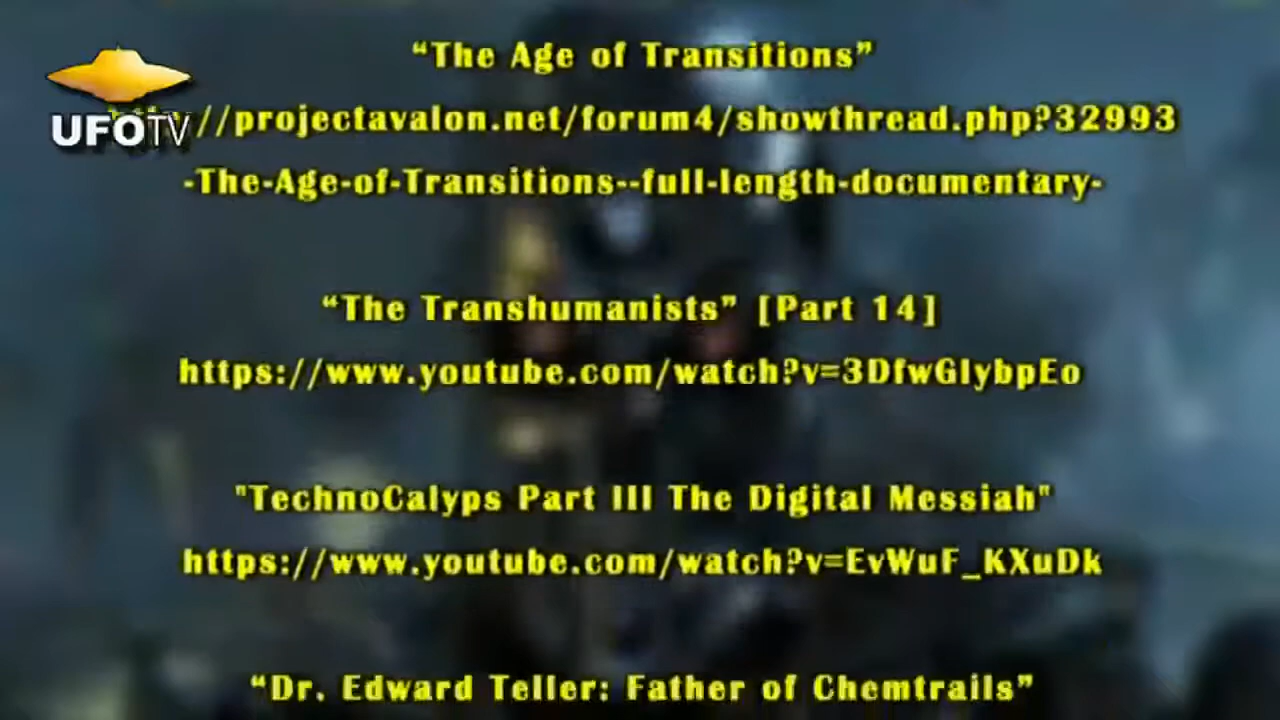 “The Age of Transitions”
UFOTV
//projectavalon.net/forum4/showthread.php?32993
-The-Age-of-Transitions--full-length-documentary-
“The Transhumanists” [Part 14]
https://www.youtube.com/watch?v=3DfwGIybpEo
"TechnoCalyps Part III The Digital Messiah"
https://www.youtube.com/watch?v=EvWuF_KXuDk
“Dr. Edward Teller: Father of Chemtrails”